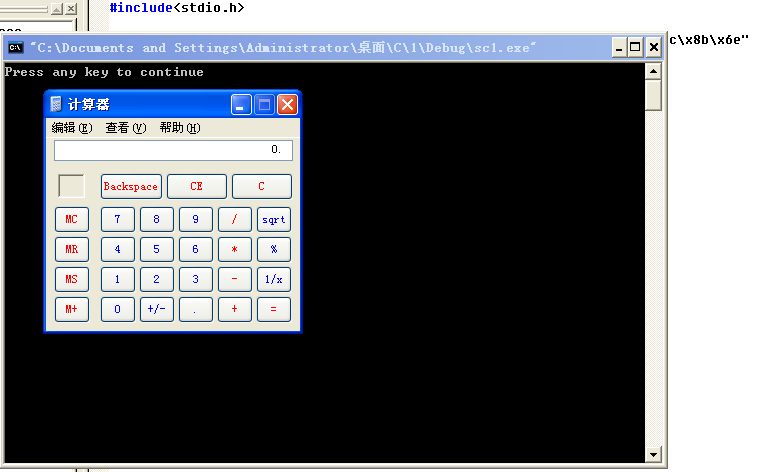 #include<stdio.h>
c\x8b\x6e"
"C:\Documents and Settings\Administrator\桌面\C\1\Debug\sc1.exe"
Press any key to continue
计算器
编辑(E) 查看(V) 帮助(H)
0.
Backspace CE C
MC 7 8 9 / sqrt
MR 4 5 6 * %
MS 1 2 3 - 1/x
M+ 0 +/- . + =